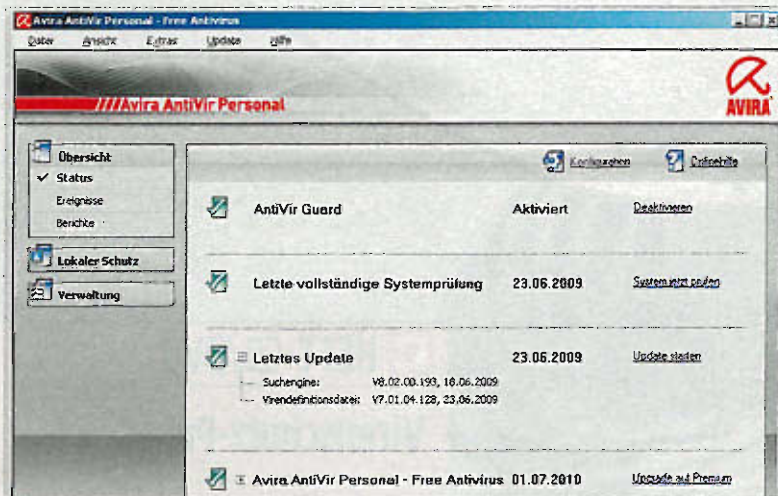 Avira AntiVir Personal - Free Antivirus
Datei Ansicht Extras Update Hilfe
////Avira AntiVir Personal
AVIRA
Übersicht
Status
Ereignisse
Berichte
Lokaler Schutz
Verwaltung
Konfiguration Onlinehilfe
AntiVir Guard Aktiviert Deaktivieren
Letzte vollständige Systemprüfung 23.06.2009 System jetzt prüfen
Letztes Update 23.06.2009 Update starten
Suchengine: V8.02.00.193, 18.06.2009
Virendefinitionsdatei: V7.01.04.128, 23.06.2009
Avira AntiVir Personal - Free Antivirus 01.07.2010 Upgrade auf Premium